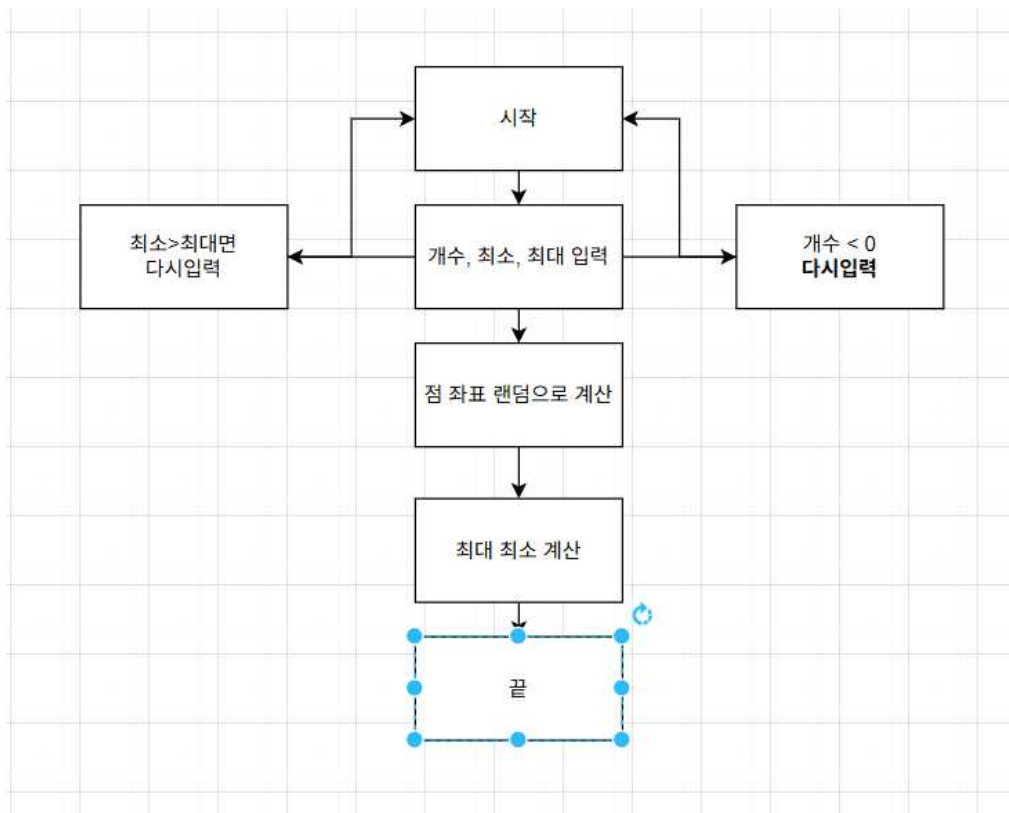 시작
최소>최대면
다시입력
개수, 최소, 최대 입력
개수 < 0
다시입력
점 좌표 랜덤으로 계산
최대 최소 계산
끝